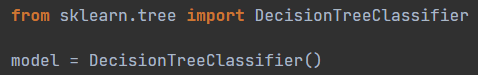 from sklearn.tree import DecisionTreeClassifier
model = DecisionTreeClassifier()